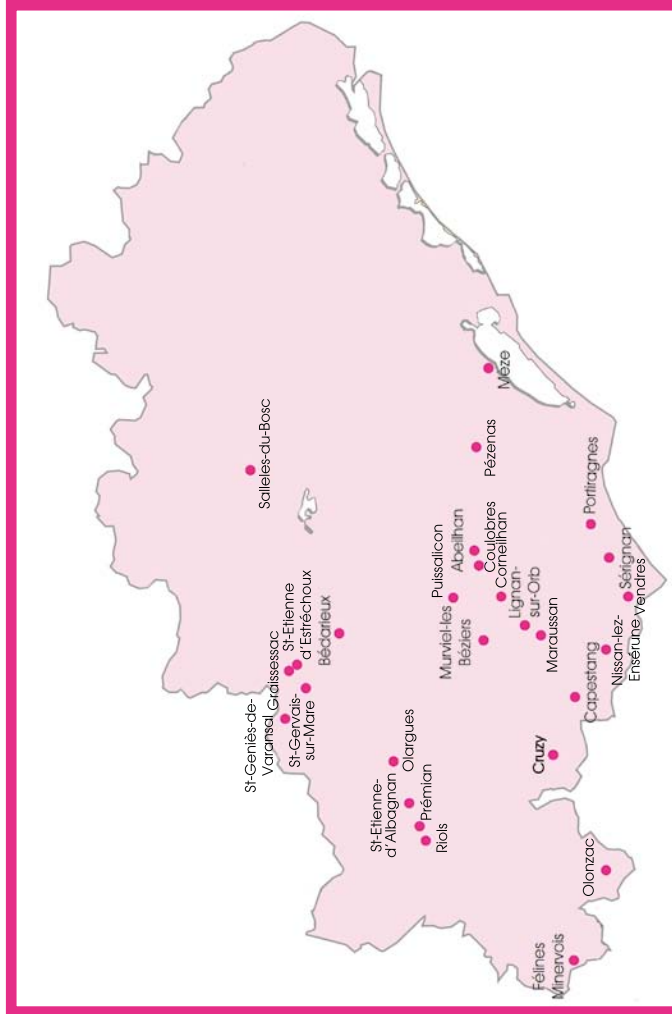 Salleles-du-Bosc
St-Geniès-de-
Varansal
Graissessac
St-Etienne
d'Estréchoux
St-Gervais-
sur-Mare
Bédarieux
Mèze
Pézenas
Puissalicon
Abeilhan
Coulobres
Corneilhan
Murviel-les
Béziers
Lignan-
sur-Orb
Maraussan
Portiragnes
Sérignan
Vendres
Nissan-lez-
Ensérune
Capestang
Cruzy
Olargues
St-Etienne-
d'Albagnan
Prémian
Riols
Olonzac
Félines
Minervois